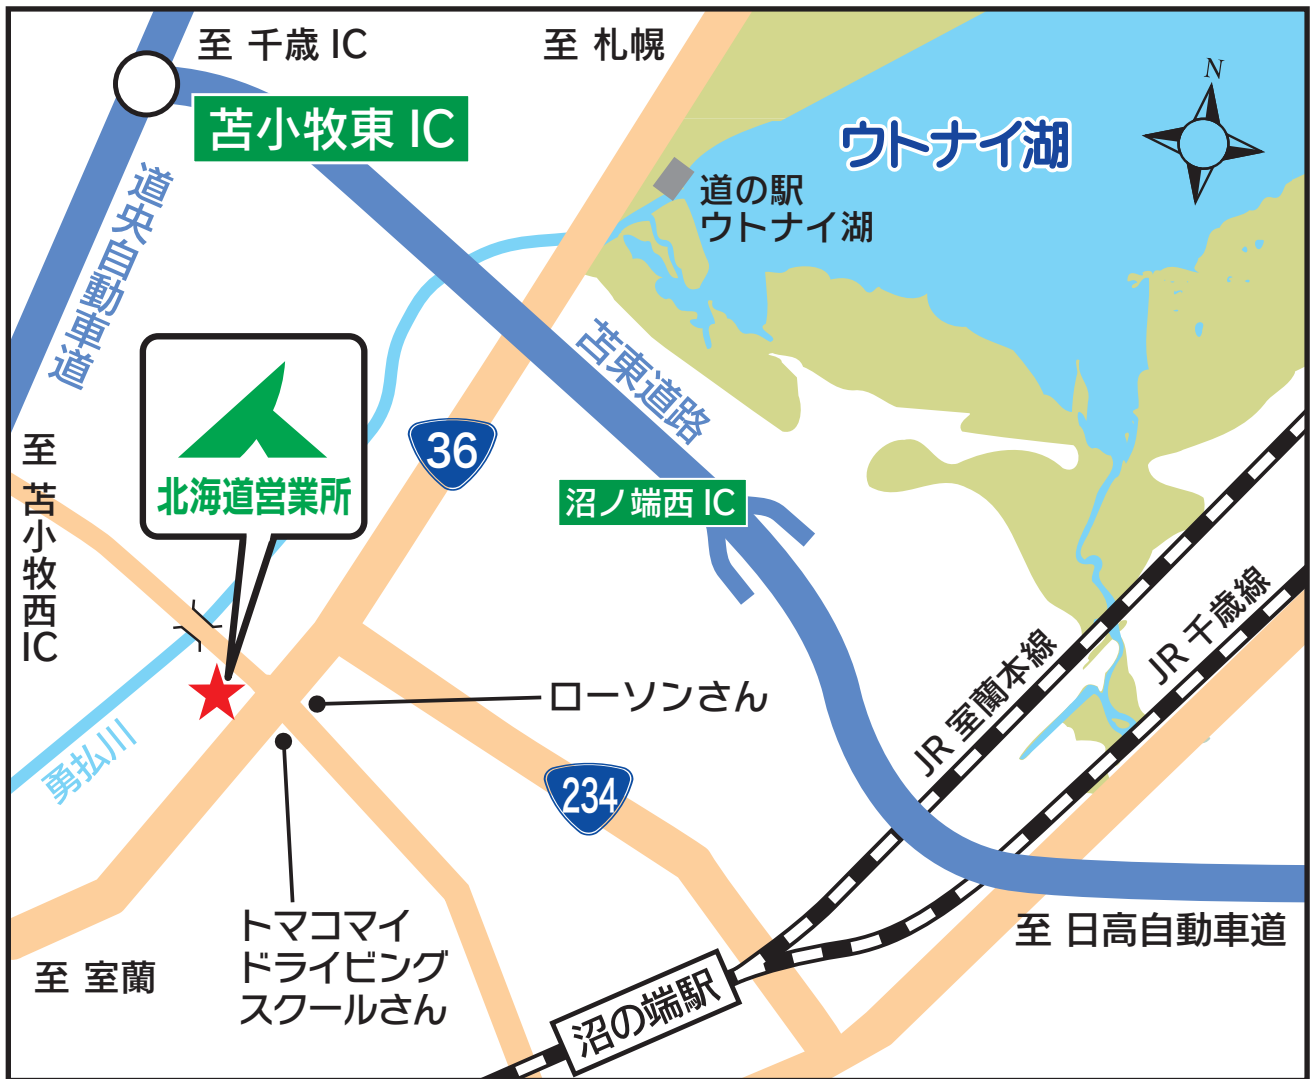 至 千歳 IC
至 札幌
N
苫小牧東 IC
ウトナイ湖
道の駅
ウトナイ湖
道央自動車道
苫東道路
36
至 苫小牧西IC
北海道営業所
沼ノ端西 IC
JR 千歳線
JR 室蘭本線
ローソンさん
勇払川
234
トマコマイ
ドライビング
スクールさん
至 日高自動車道
至 室蘭
沼の端駅